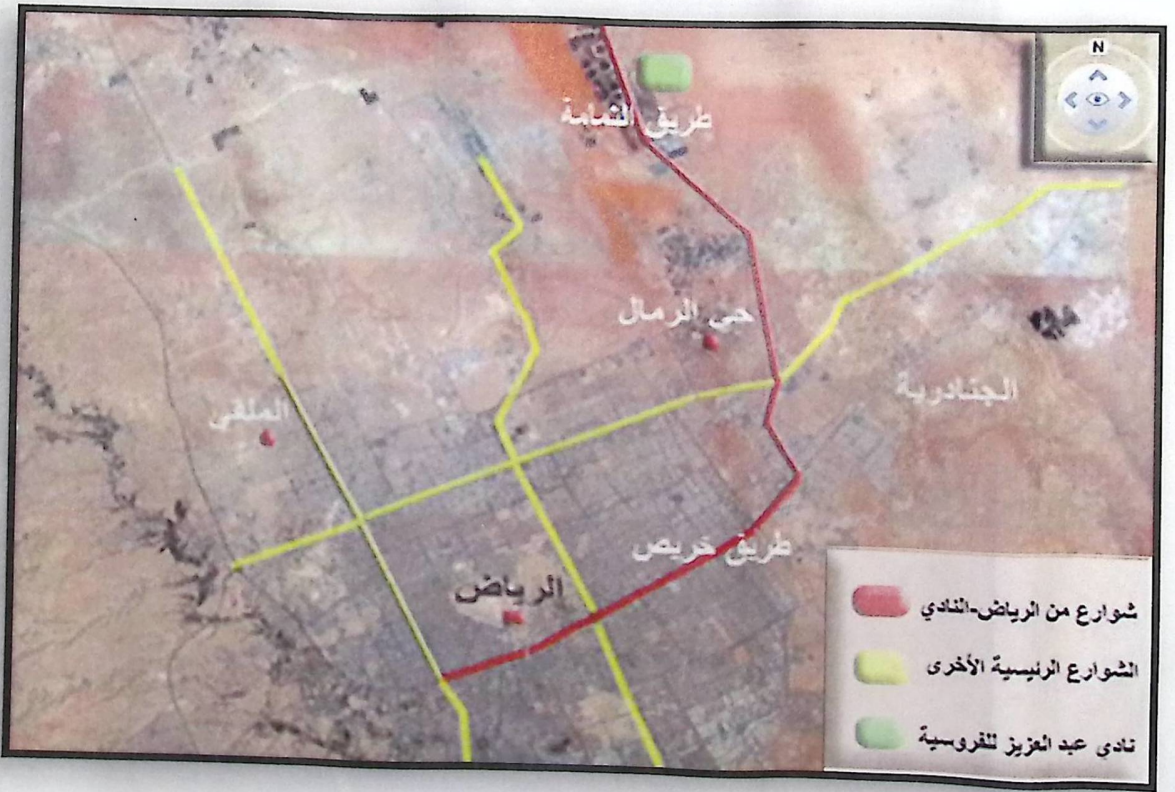 N
طريق الثمامة
حي الرمال
الجنادرية
الملقى
طريق خريص
الرياض
شوارع من الرياض-النادي
الشوارع الرئيسية الأخرى
نادي عبد العزيز للفروسية